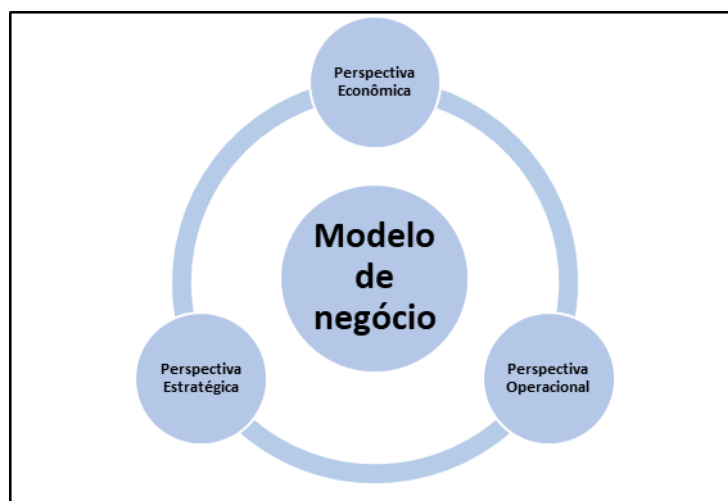 Perspectiva
Econômica
Modelo
de
negócio
Perspectiva
Estratégica
Perspectiva
Operacional